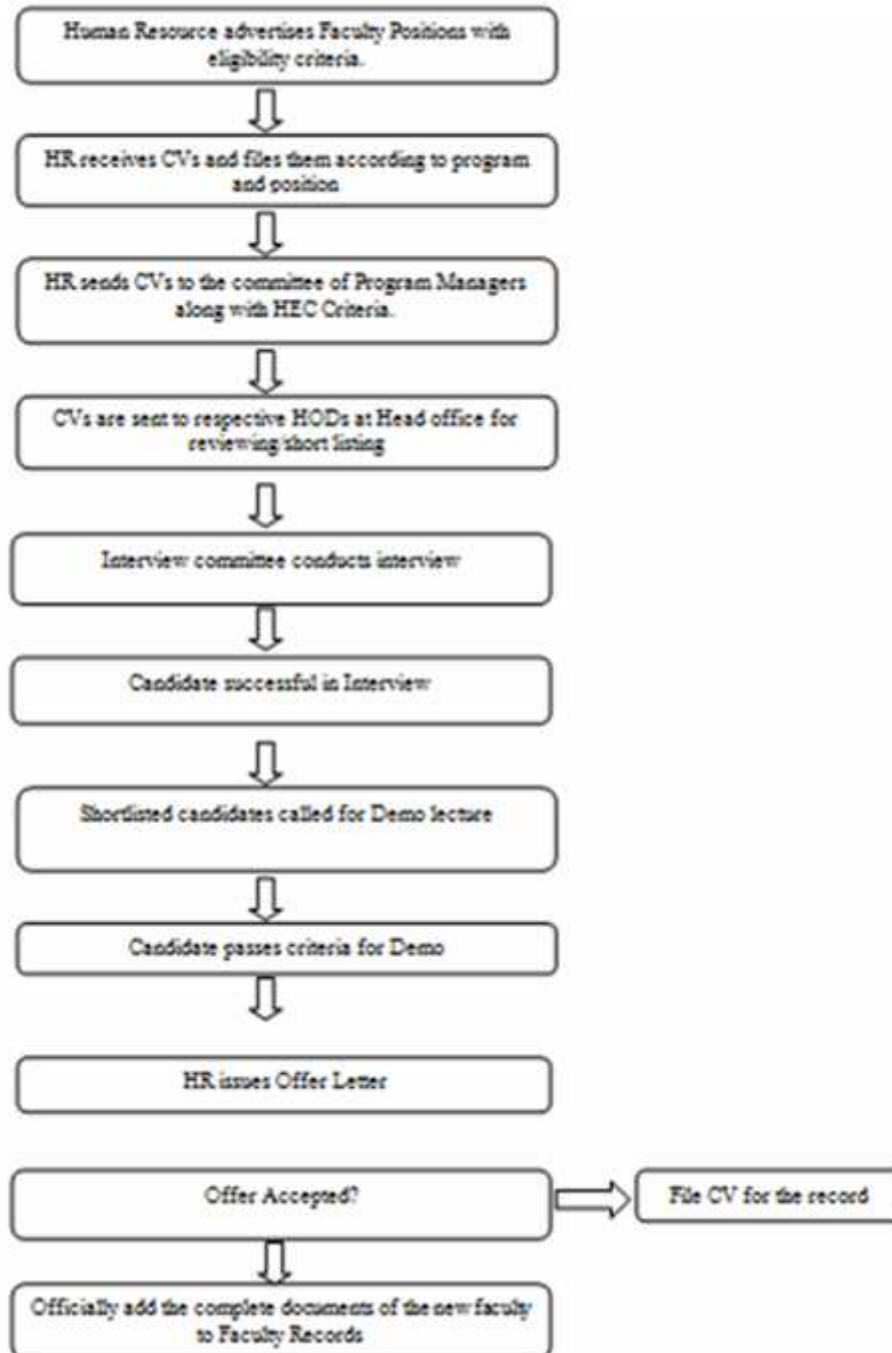 Human Resource advertises Faculty Positions with
eligibility criteria.
HR receives CVs and files them according to program
and position
HR sends CVs to the committee of Program Managers
along with HEC Criteria.
CVs are sent to respective HODs at Head office for
reviewing/short listing
Interview committee conducts interview
Candidate successful in Interview
Shortlisted candidates called for Demo lecture
Candidate passes criteria for Demo
HR issues Offer Letter
Offer Accepted?
File CV for the record
Officially add the complete documents of the new faculty
to Faculty Records